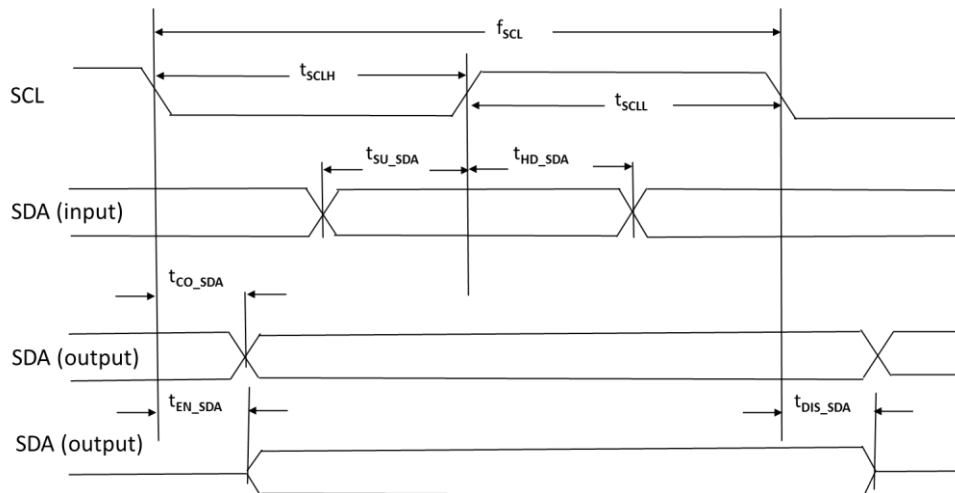 fSCL
tSCLH
SCL
tSCLL
tSU_SDA
tHD_SDA
SDA (input)
tCO_SDA
SDA (output)
tEN_SDA
tDIS_SDA
SDA (output)